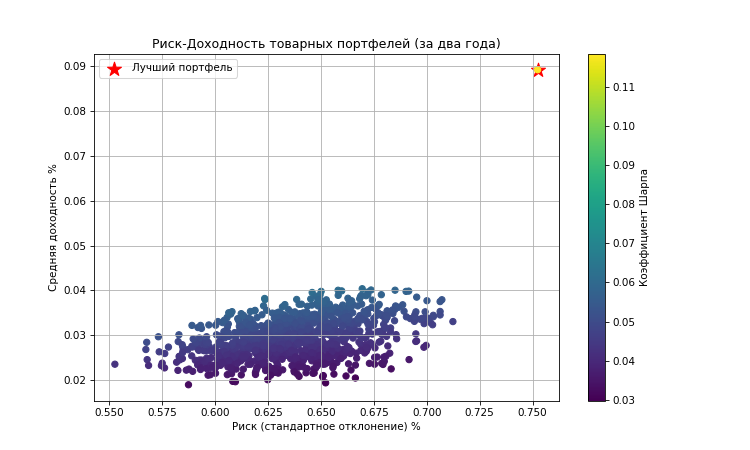 Риск-Доходность товарных портфелей (за два года)
Лучший портфель
Средняя доходность %
0.09
0.08
0.07
0.06
0.05
0.04
0.03
0.02
0.550 0.575 0.600 0.625 0.650 0.675 0.700 0.725 0.750
Риск (стандартное отклонение) %
0.11
0.10
0.09
0.08
0.07
0.06
0.05
0.04
0.03
Коэффициент Шарпа